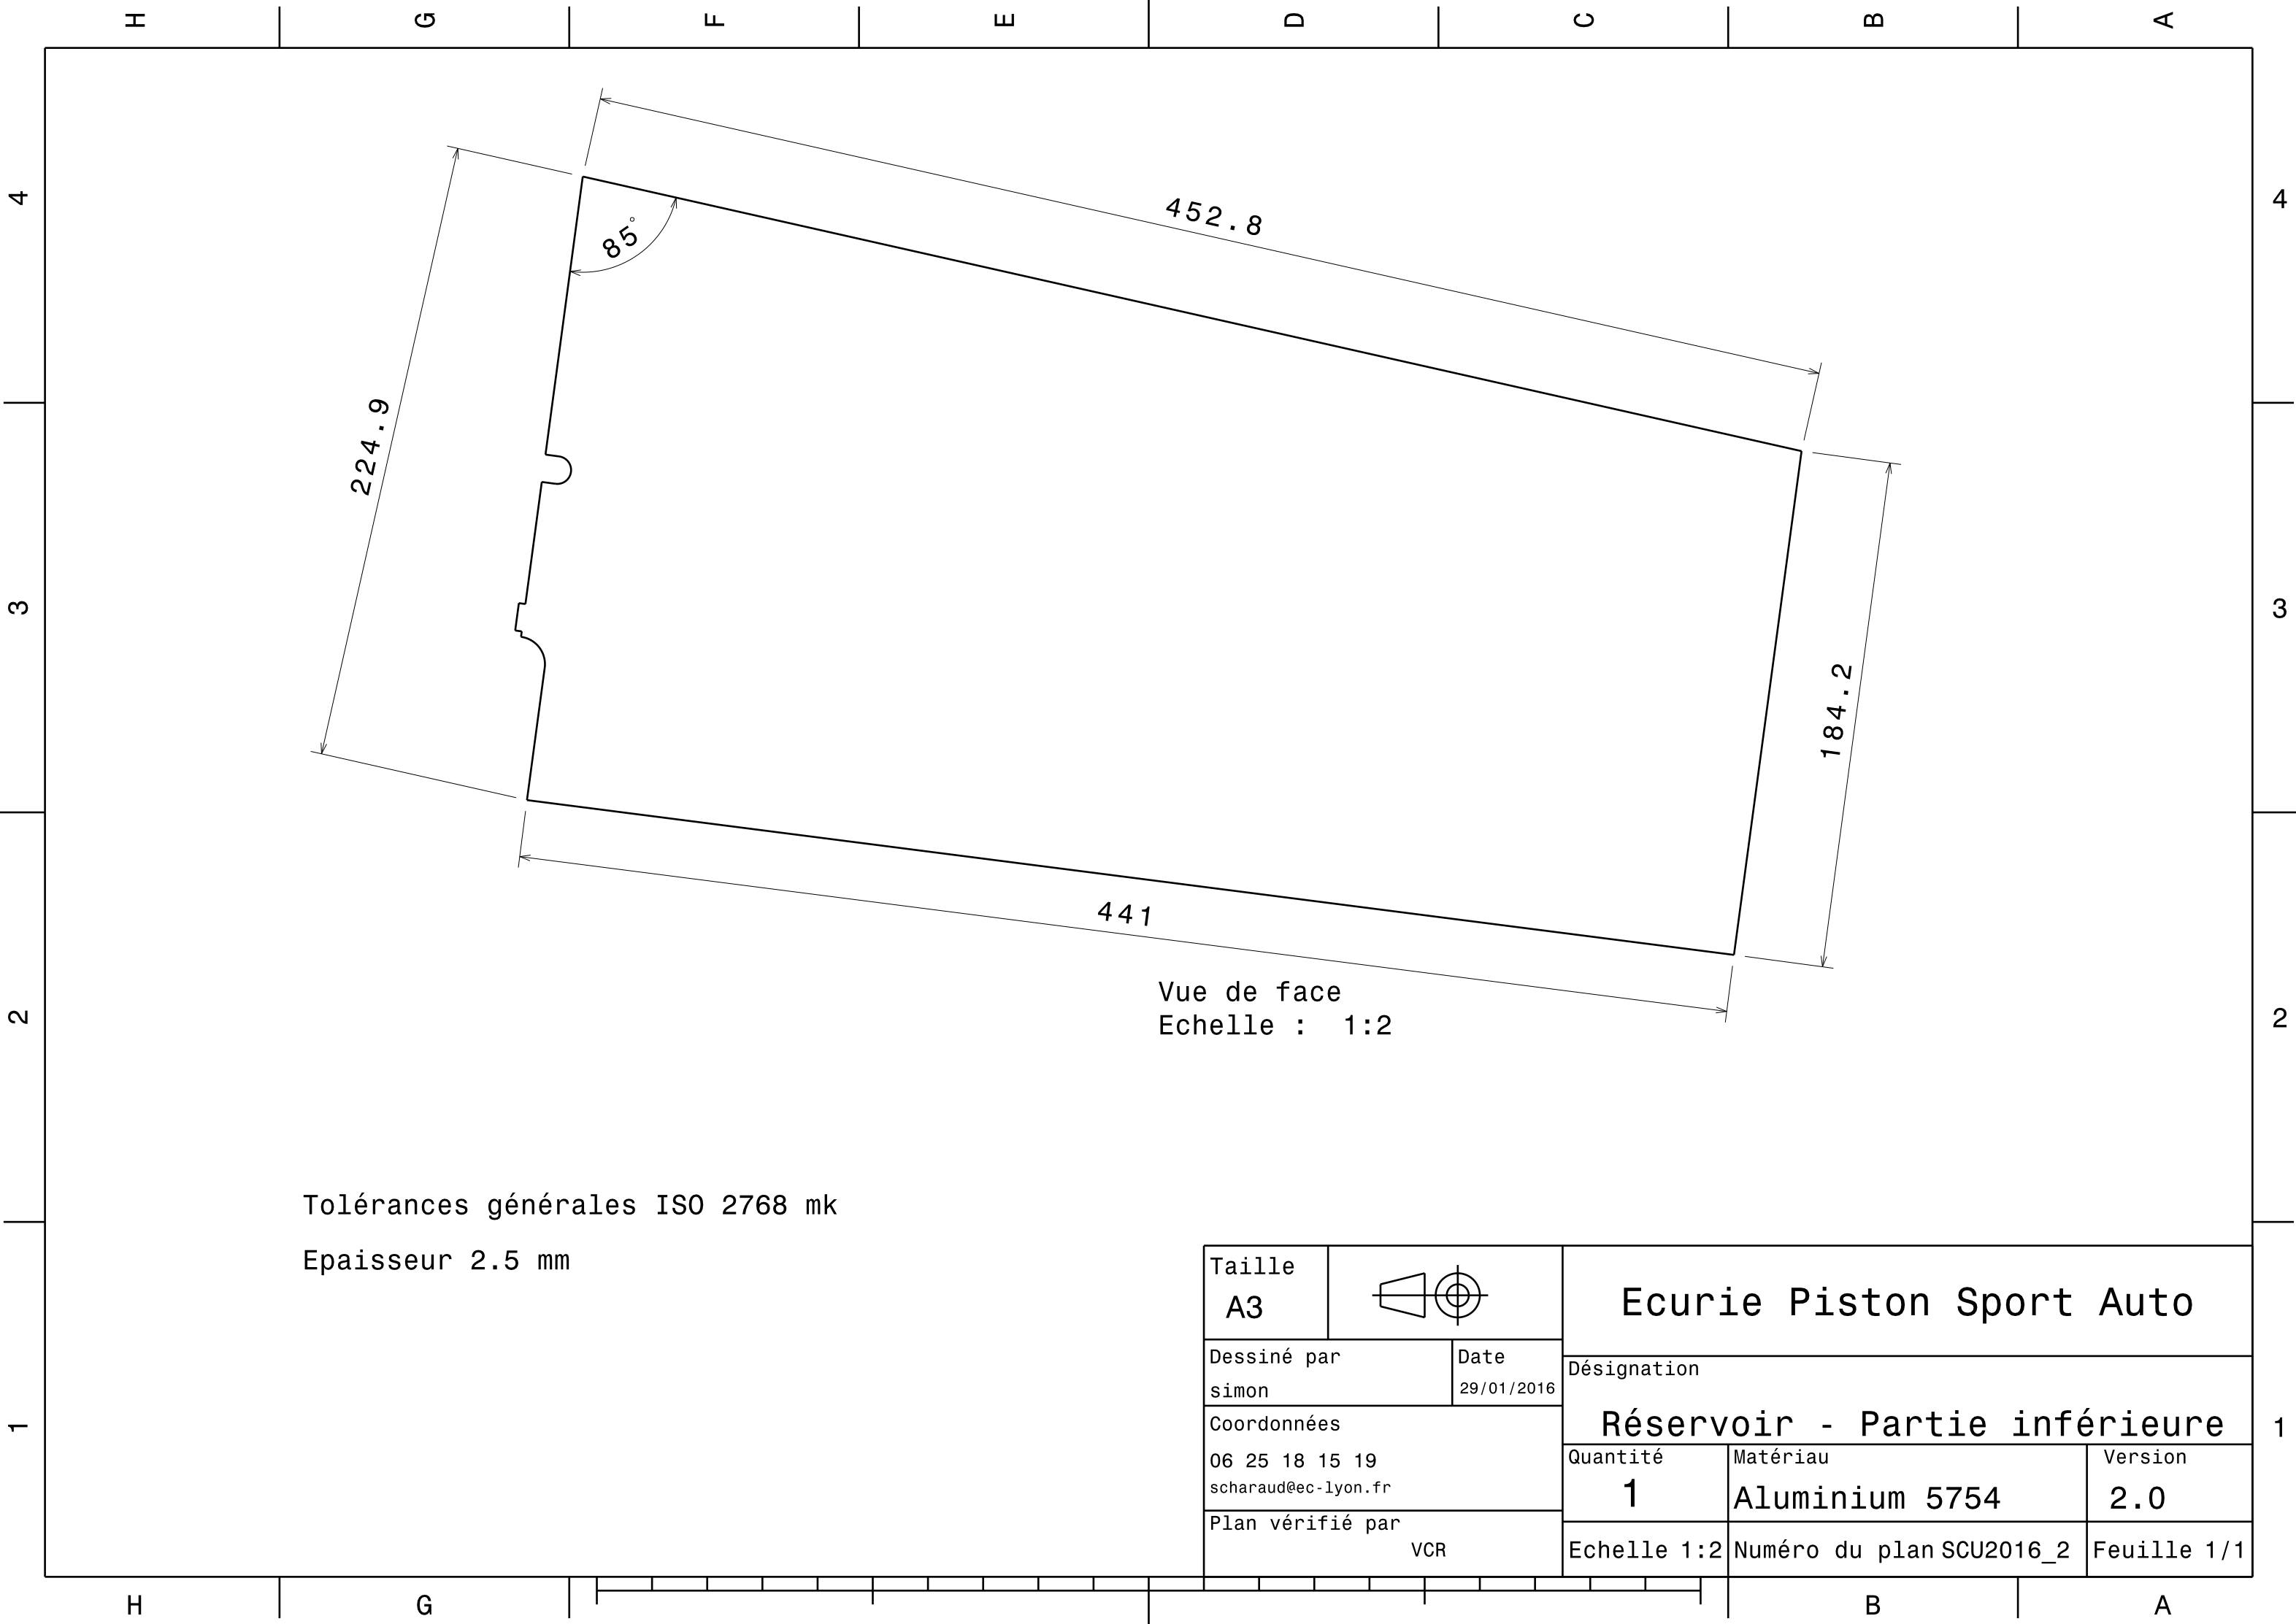 H G F E D C B A
452.8
85°
4 4
224.9
3 3
184.2
441
Vue de face
Echelle : 1:2
2 2
Tolérances générales ISO 2768 mk
Epaisseur 2.5 mm
Taille
A3
Ecurie Piston Sport Auto
Dessiné par
simon
Date
29/01/2016
Désignation
Réservoir - Partie inférieure
Coordonnées
06 25 18 15 19
scharaud@ec-lyon.fr
Quantité
1
Matériau
Aluminium 5754
Version
2.0
Plan vérifié par
VCR
Echelle 1:2
Numéro du plan SCU2016_2
Feuille 1/1
1 1
H G B A